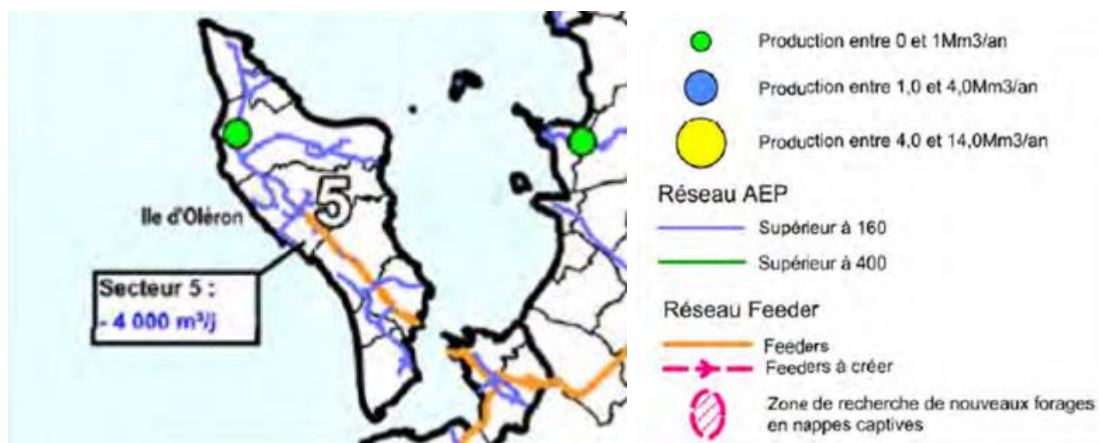 Ile d'Oléron
5
Secteur 5 :
- 4 000 m³/j
Production entre 0 et 1Mm3/an
Production entre 1,0 et 4,0Mm3/an
Production entre 4,0 et 14,0Mm3/an
Réseau AEP
Supérieur à 160
Supérieur à 400
Réseau Feeder
Feeders
Feeders à créer
Zone de recherche de nouveaux forages
en nappes captives